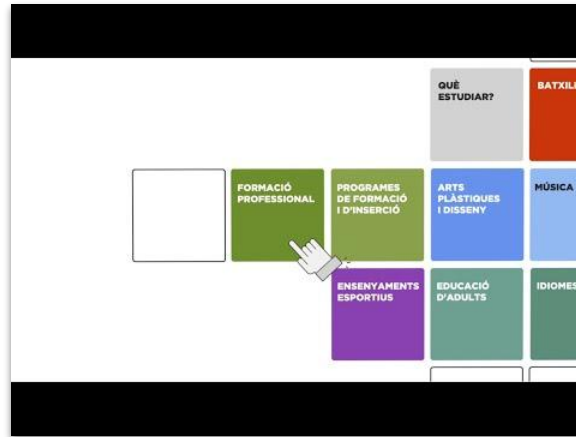 QUÈ
ESTUDIAR?
FORMACIÓ
PROFESSIONAL
PROGRAMES
DE FORMACIÓ
I D'INSERCIÓ
ARTS
PLÀSTIQUES
I DISSENY
MÚSICA
ENSENYAMENTS
ESPORTIUS
EDUCACIÓ
D'ADULTS
IDIOMES